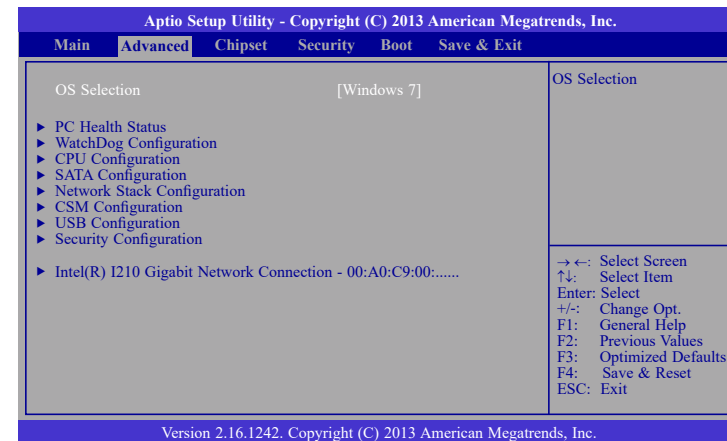 Aptio Setup Utility - Copyright (C) 2013 American Megatrends, Inc.
Main Advanced Chipset Security Boot Save & Exit
OS Selection [Windows 7]
► PC Health Status
► WatchDog Configuration
► CPU Configuration
► SATA Configuration
► Network Stack Configuration
► CSM Configuration
► USB Configuration
► Security Configuration
► Intel(R) I210 Gigabit Network Connection - 00:A0:C9:00:......
OS Selection
→←: Select Screen
↑↓: Select Item
Enter: Select
+/-: Change Opt.
F1: General Help
F2: Previous Values
F3: Optimized Defaults
F4: Save & Reset
ESC: Exit
Version 2.16.1242. Copyright (C) 2013 American Megatrends, Inc.